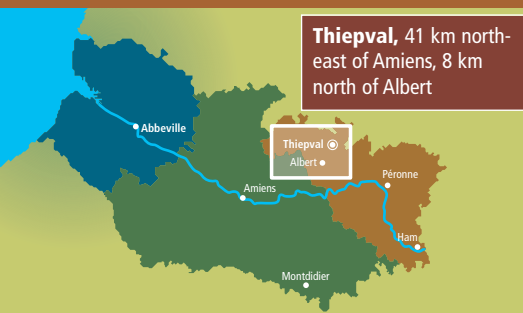 Thiepval, 41 km north-
east of Amiens, 8 km
north of Albert
Abbeville
Thiepval
Albert
Péronne
Amiens
Ham
Montdidier